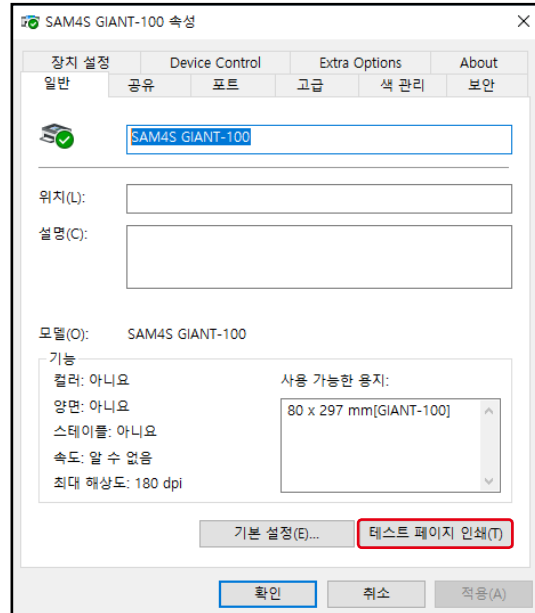 SAM4S GIANT-100 속성
장치 설정 Device Control Extra Options About
일반 공유 포트 고급 색 관리 보안
SAM4S GIANT-100
위치(L):
설명(C):
모델(O): SAM4S GIANT-100
기능
컬러: 아니요
사용 가능한 용지:
양면: 아니요
80 x 297 mm[GIANT-100]
스테이플: 아니요
속도: 알 수 없음
최대 해상도: 180 dpi
기본 설정(E)... 테스트 페이지 인쇄(T)
확인 취소 적용(A)